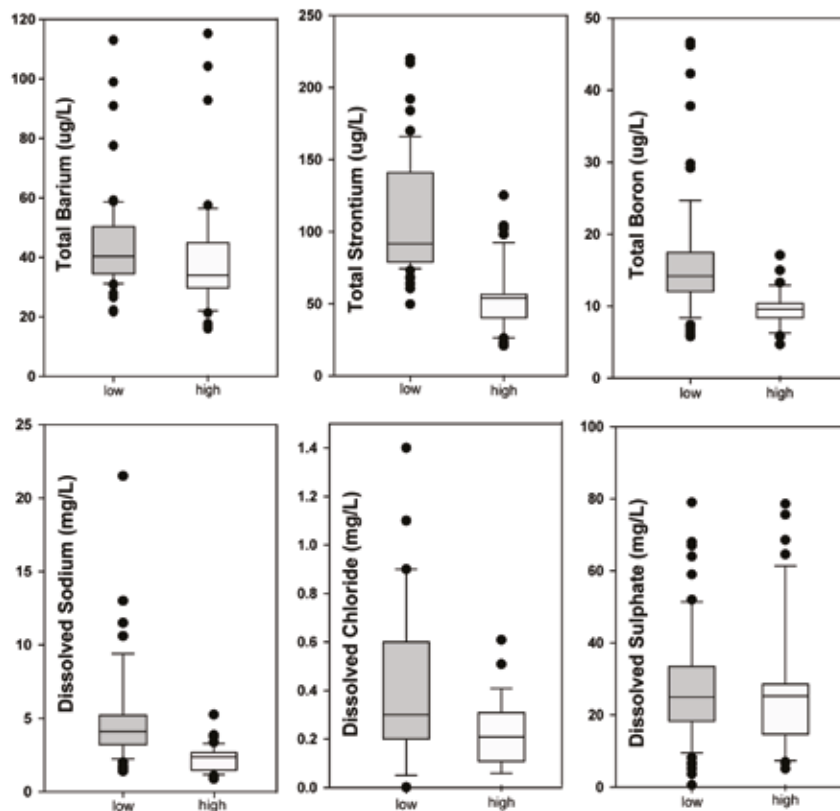 Total Barium (ug/L)
120
100
80
60
40
20
0
low
high
Total Strontium (ug/L)
250
200
150
100
50
0
low
high
Total Boron (ug/L)
50
40
30
20
10
0
low
high
Dissolved Sodium (mg/L)
25
20
15
10
5
0
low
high
Dissolved Chloride (mg/L)
1.4
1.2
1.0
0.8
0.6
0.4
0.2
0.0
low
high
Dissolved Sulphate (mg/L)
100
80
60
40
20
0
low
high